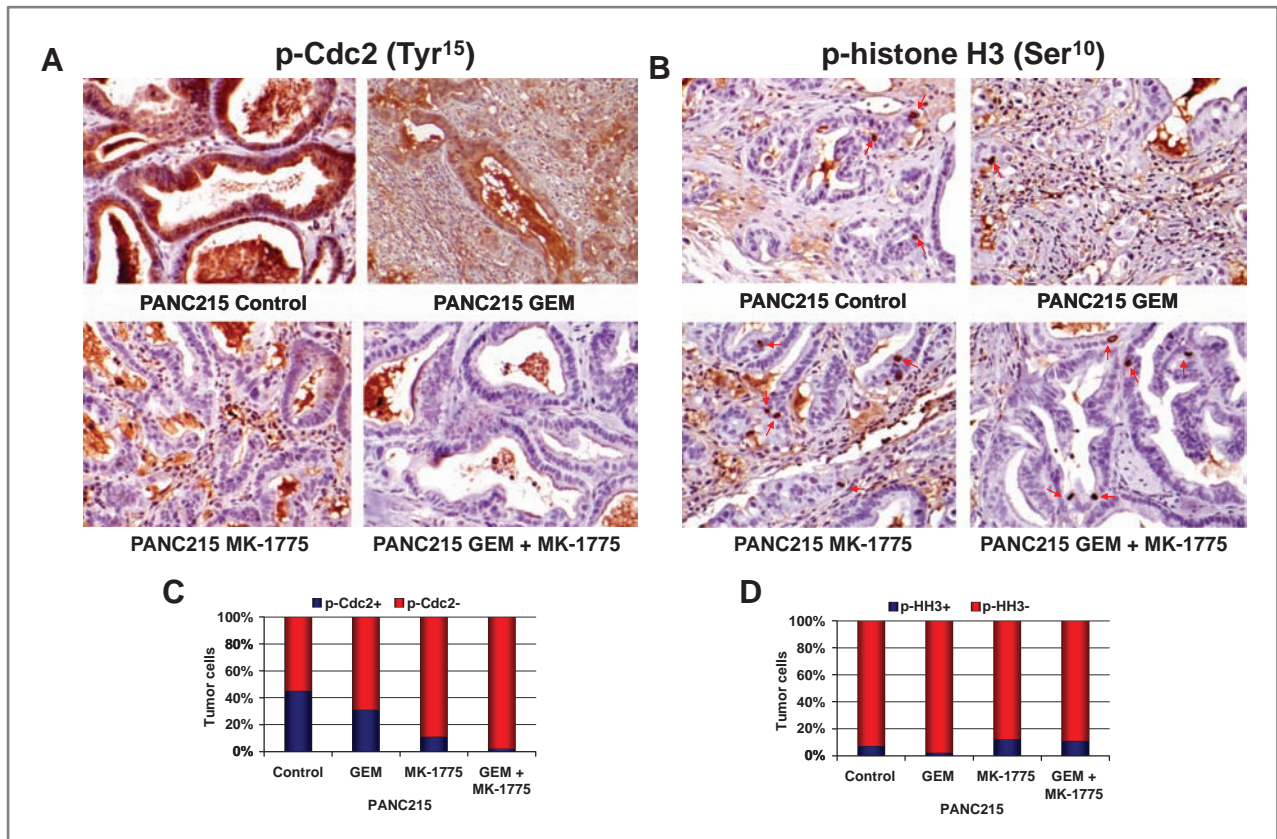 A
p-Cdc2 (Tyr15)
PANC215 Control
PANC215 GEM
PANC215 MK-1775
PANC215 GEM + MK-1775
B
p-histone H3 (Ser10)
PANC215 Control
PANC215 GEM
PANC215 MK-1775
PANC215 GEM + MK-1775
C
p-Cdc2+ p-Cdc2-
100%
80%
60%
40%
20%
0%
Tumor cells
Control GEM MK-1775 GEM +
MK-1775
PANC215
D
p-HH3+ p-HH3-
100%
80%
60%
40%
20%
0%
Tumor cells
Control GEM MK-1775 GEM +
MK-1775
PANC215